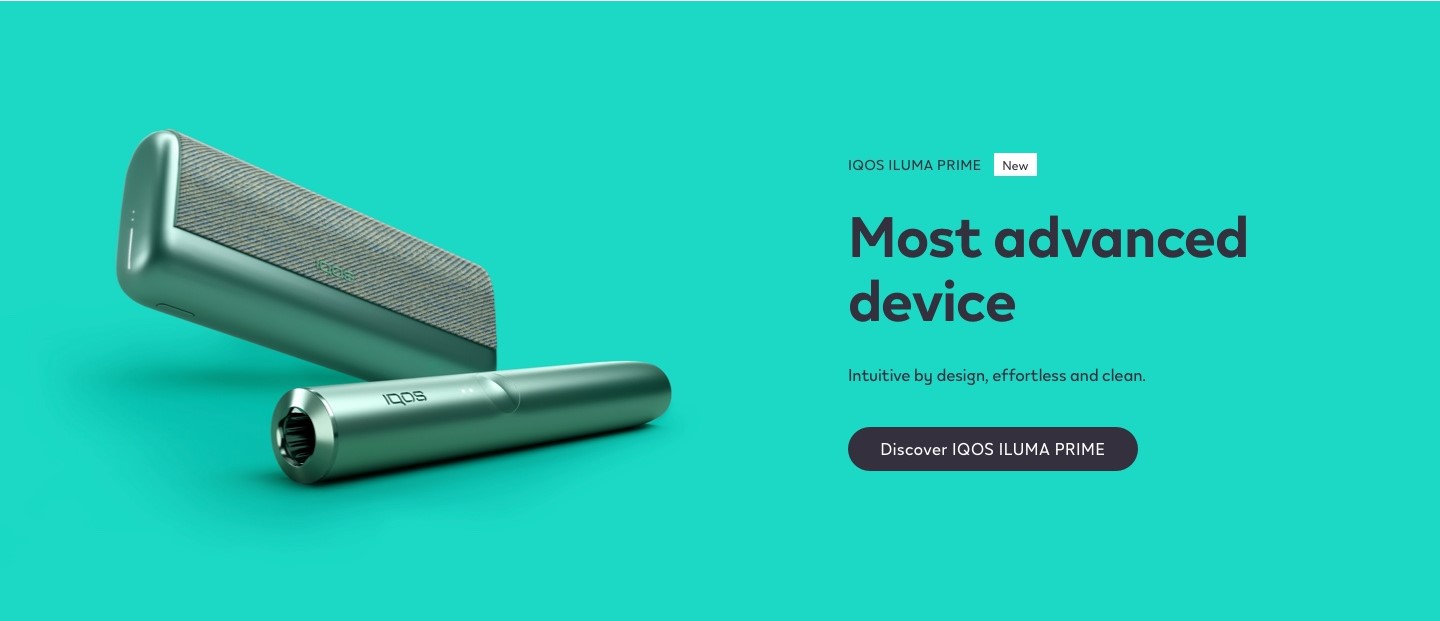 IQOS
IQOS
IQOS ILUMA PRIME New
Most advanced
device
Intuitive by design, effortless and clean.
Discover IQOS ILUMA PRIME